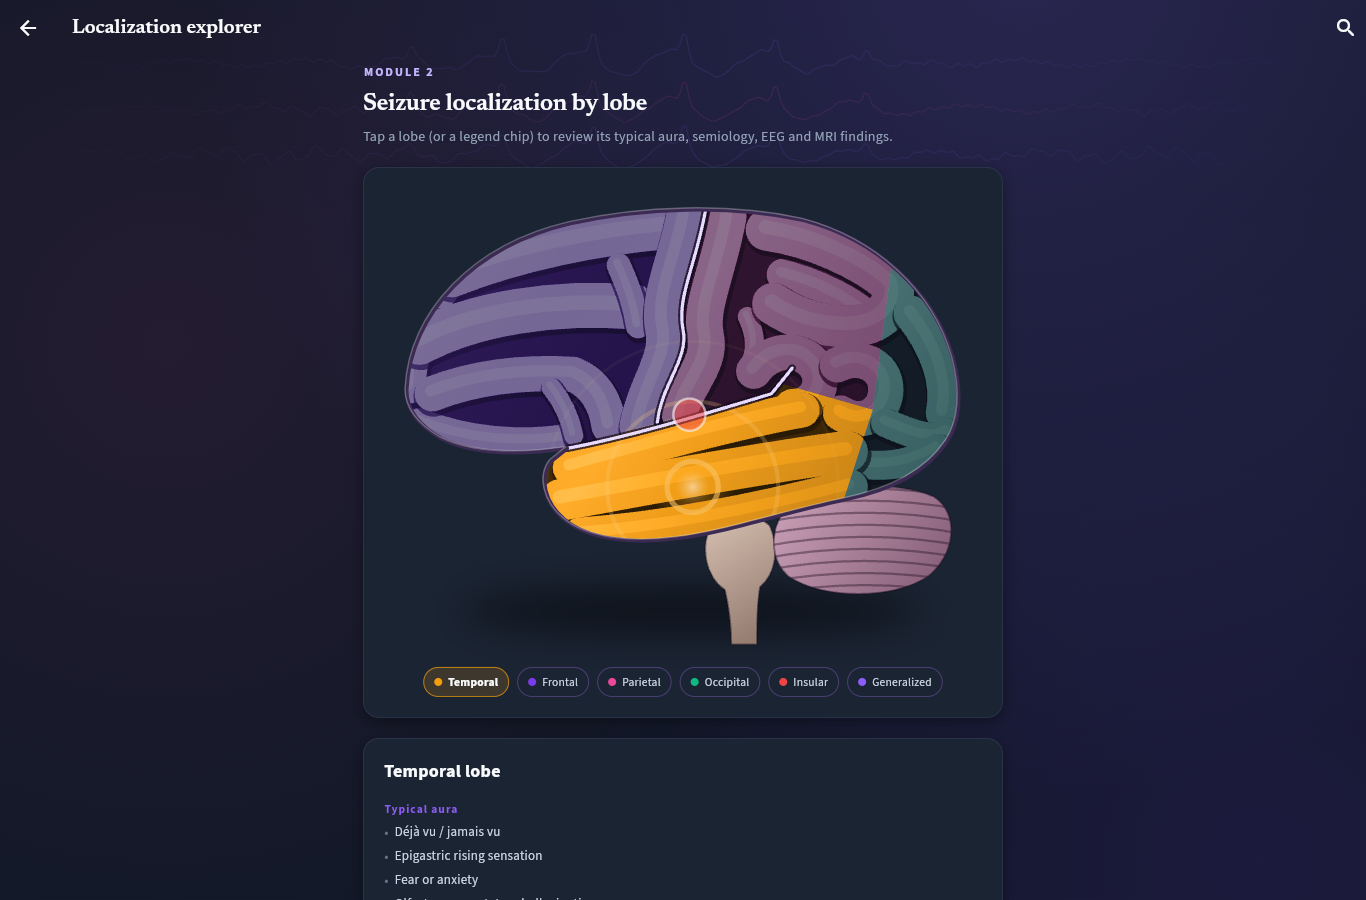 Localization explorer
MODULE 2
Seizure localization by lobe
Tap a lobe (or a legend chip) to review its typical aura, semiology, EEG and MRI findings.
Temporal
Frontal
Parietal
Occipital
Insular
Generalized
Temporal lobe
Typical aura
• Déjà vu / jamais vu
• Epigastric rising sensation
• Fear or anxiety